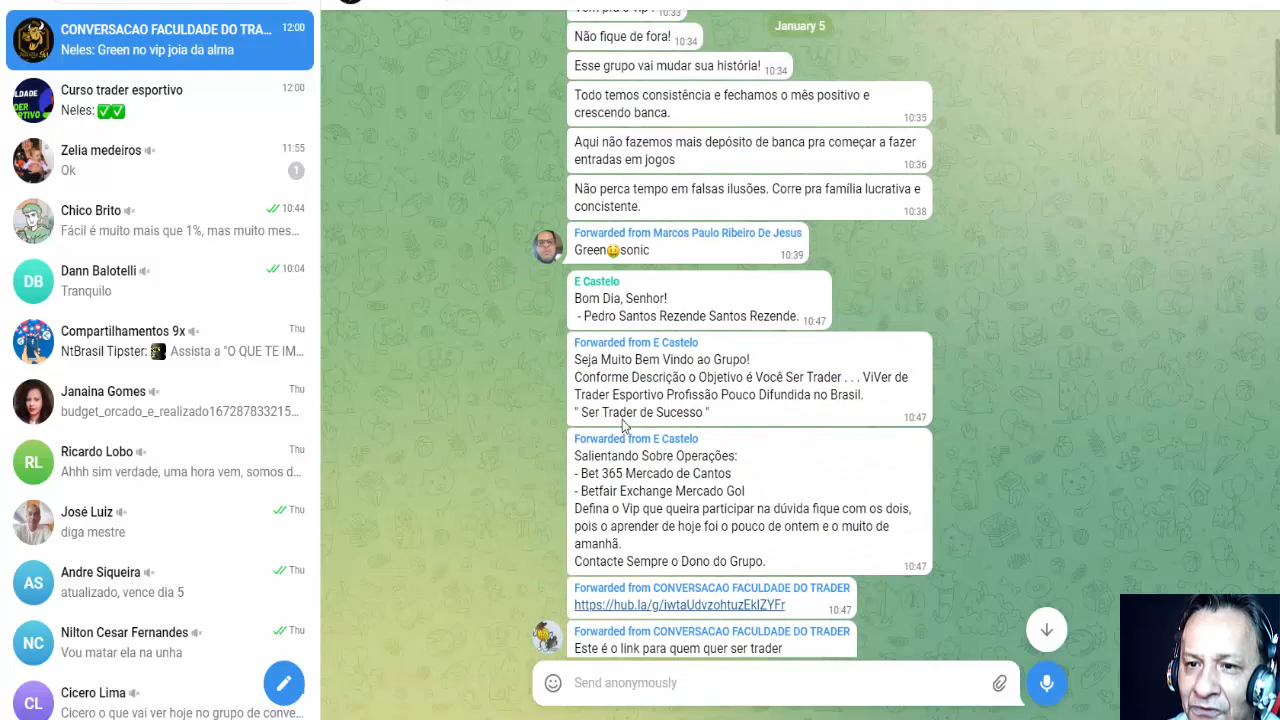 CONVERSACAO FACULDADE DO TRA... 12:00
Neles: Green no vip joia da alma
Curso trader esportivo 12:00
Neles: ✅✅
Zelia medeiros 11:55
Ok 1
Chico Brito 10:44
Fácil é muito mais que 1%, mas muito mes...
DB
Dann Balotelli 10:04
Tranquilo
Compartilhamentos 9x Thu
NtBrasil Tipster: Assista a "O QUE TE IM...
Janaina Gomes Thu
budget_orcado_e_realizado167287833215...
RL
Ricardo Lobo Thu
Ahhh sim verdade, uma hora vem, somos d...
José Luiz Thu
diga mestre
AS
Andre Siqueira Thu
atualizado, vence dia 5
NC
Nilton Cesar Fernandes Thu
Vou matar ela na unha
CL
Cicero Lima Thu
Cicero o que vai ver hoje no grupo de conve...
10:33
January 5
Não fique de fora! 10:34
Esse grupo vai mudar sua história! 10:34
Todo temos consistência e fechamos o mês positivo e
crescendo banca. 10:35
Aqui não fazemos mais depósito de banca pra começar a fazer
entradas em jogos 10:36
Não perca tempo em falsas ilusões. Corre pra família lucrativa e
concistente. 10:38
Forwarded from Marcos Paulo Ribeiro De Jesus
Green🤑sonic 10:39
E Castelo
Bom Dia, Senhor!
- Pedro Santos Rezende Santos Rezende. 10:47
Forwarded from E Castelo
Seja Muito Bem Vindo ao Grupo!
Conforme Descrição o Objetivo é Você Ser Trader . . . ViVer de
Trader Esportivo Profissão Pouco Difundida no Brasil.
" Ser Trader de Sucesso " 10:47
Forwarded from E Castelo
Salientando Sobre Operações:
- Bet 365 Mercado de Cantos
- Betfair Exchange Mercado Gol
Defina o Vip que queira participar na dúvida fique com os dois,
pois o aprender de hoje foi o pouco de ontem e o muito de
amanhã.
Contacte Sempre o Dono do Grupo. 10:47
Forwarded from CONVERSACAO FACULDADE DO TRADER
https://hub.la/g/iwtaUdvzohtuzEkIZYFr 10:47
Forwarded from CONVERSACAO FACULDADE DO TRADER
Este é o link para quem quer ser trader
Send anonymously